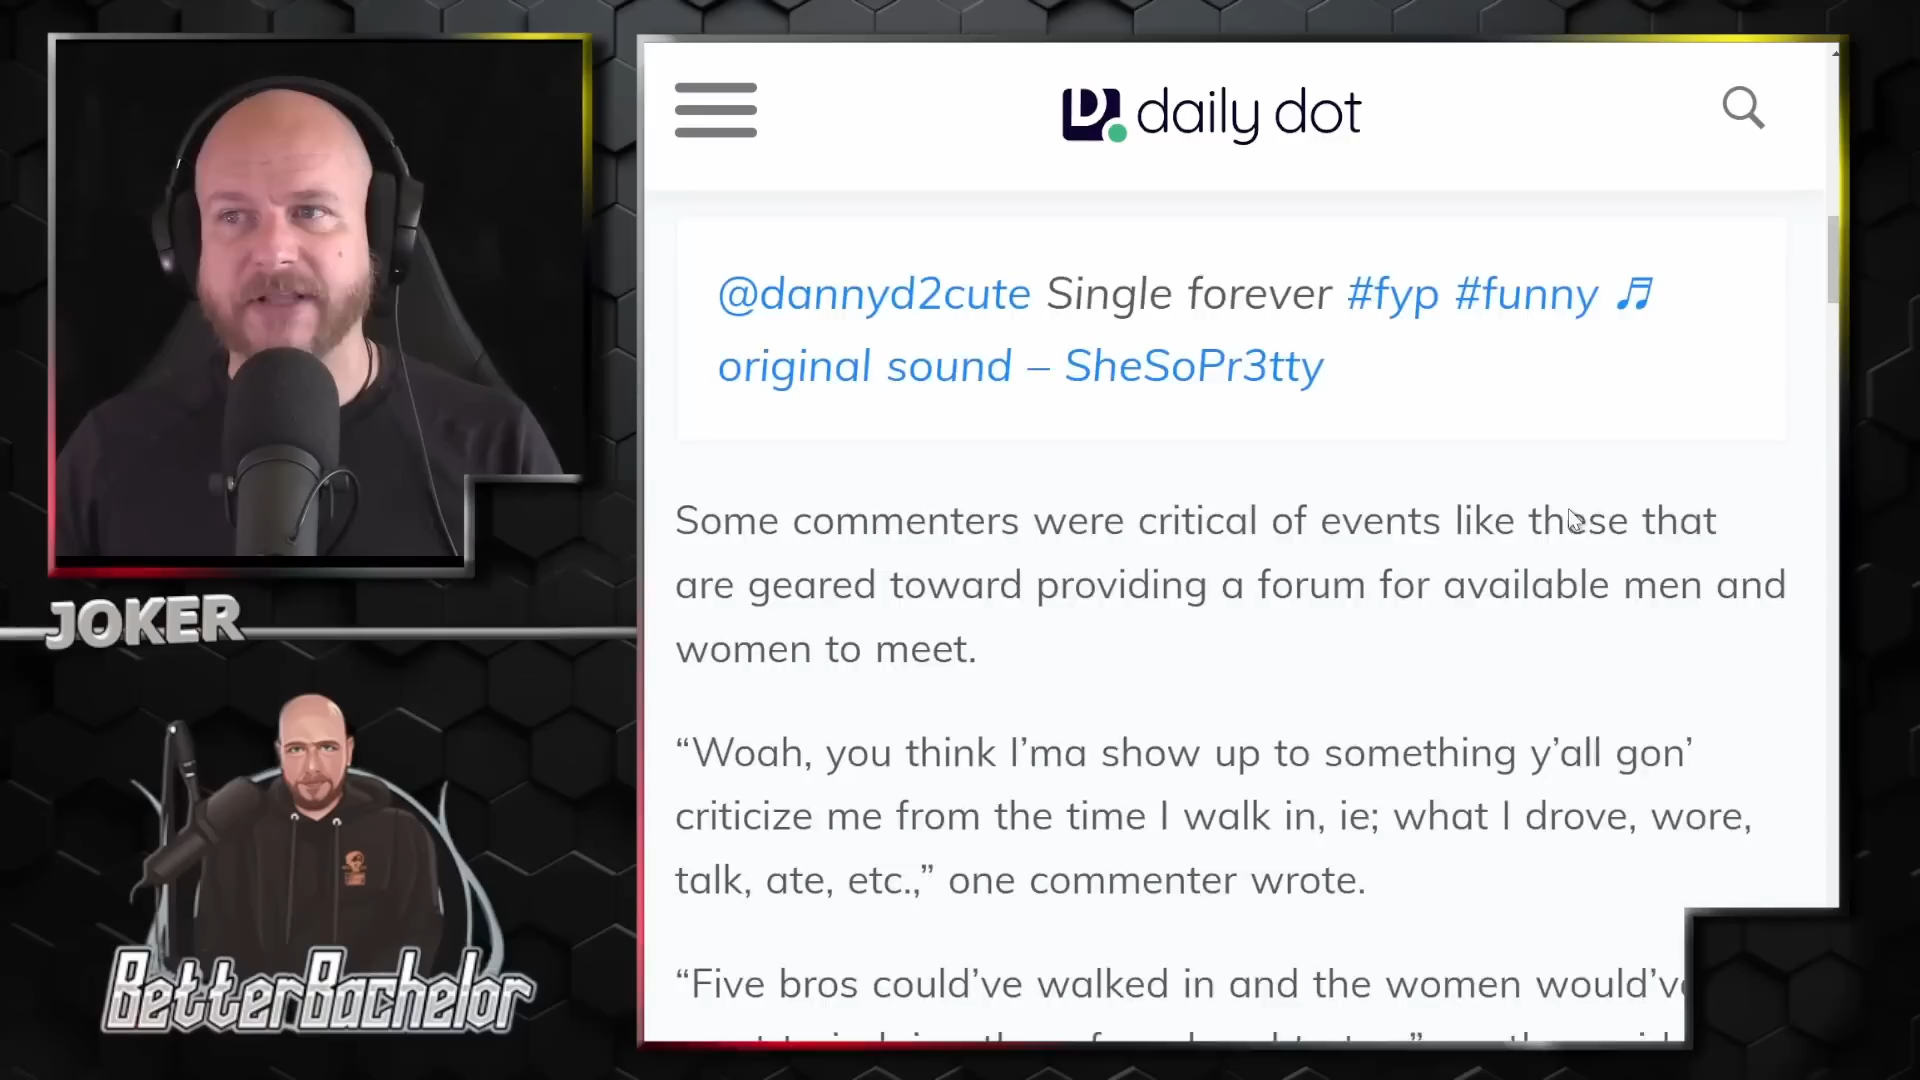 daily dot
@dannyd2cute Single forever #fyp #funny ♬
original sound – SheSoPr3tty
Some commenters were critical of events like these that
are geared toward providing a forum for available men and
women to meet.
“Woah, you think I’ma show up to something y’all gon’
criticize me from the time I walk in, ie; what I drove, wore,
talk, ate, etc.,” one commenter wrote.
“Five bros could’ve walked in and the women would’ve
JOKER
BetterBachelor